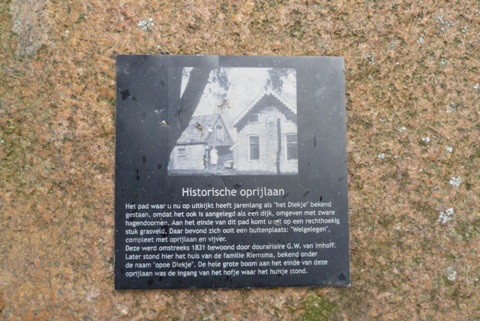 Historische oprijlaan
Het pad waar u nu op uitkijkt heeft jarenlang als "het Diekje" bekend
gestaan, omdat het ook is aangelegd als een dijk, omgeven met zware
hagendoornen. Aan het einde van dit pad komt u uit op een rechthoekig
stuk grasveld. Daar bevond zich ooit een buitenplaats: "Welgelegen",
compleet met oprijlaan en vijver.
Deze werd omstreeks 1831 bewoond door douairiere G.W. van Imhoff.
Later stond hier het huis van de familie Riemsma, bekend onder
de naam "opoe Diekje". De hele grote boom aan het einde van deze
oprijlaan was de ingang van het hofje waar het huisje stond.